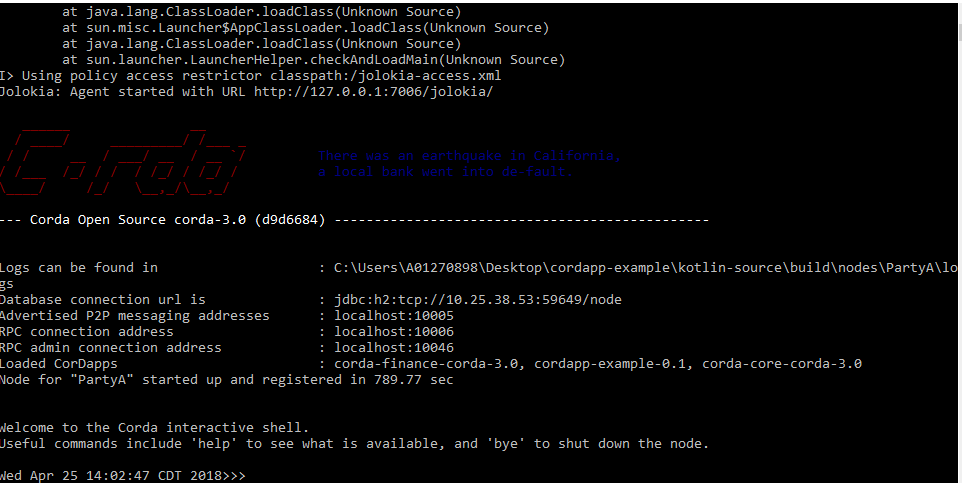 at java.lang.ClassLoader.loadClass(Unknown Source)
at sun.misc.Launcher$AppClassLoader.loadClass(Unknown Source)
at java.lang.ClassLoader.loadClass(Unknown Source)
at sun.launcher.LauncherHelper.checkAndLoadMain(Unknown Source)
I> Using policy access restrictor classpath:/jolokia-access.xml
Jolokia: Agent started with URL http://127.0.0.1:7006/jolokia/
Corda
There was an earthquake in California,
a local bank went into de-fault.
--- Corda Open Source corda-3.0 (d9d6684) -----------------------------------------------
Logs can be found in : C:\Users\A01270898\Desktop\cordapp-example\kotlin-source\build\nodes\PartyA\lo
gs
Database connection url is : jdbc:h2:tcp://10.25.38.53:59649/node
Advertised P2P messaging addresses : localhost:10005
RPC connection address : localhost:10006
RPC admin connection address : localhost:10046
Loaded CorDapps : corda-finance-corda-3.0, cordapp-example-0.1, corda-core-corda-3.0
Node for "PartyA" started up and registered in 789.77 sec
Welcome to the Corda interactive shell.
Useful commands include 'help' to see what is available, and 'bye' to shut down the node.
Wed Apr 25 14:02:47 CDT 2018>>>